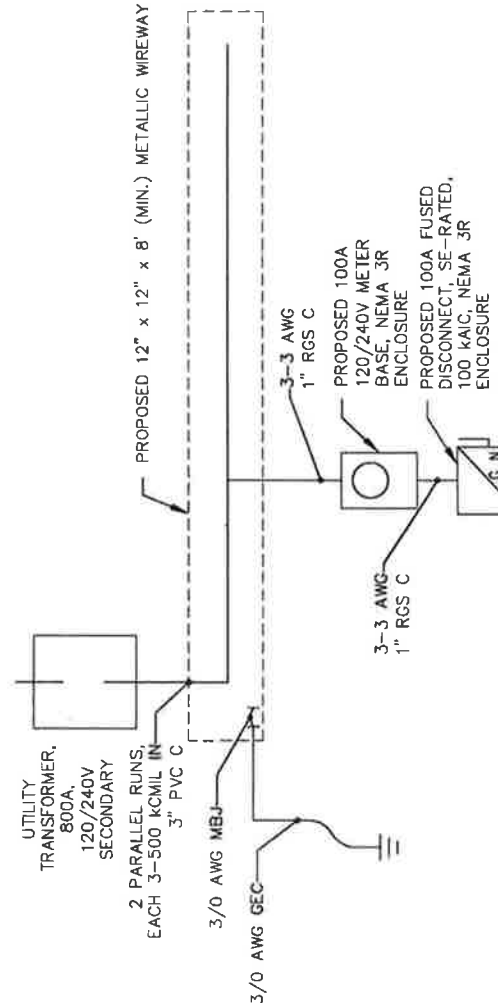 PROPOSED 12" x 12" x 8' (MIN.) METALLIC WIREWAY
UTILITY
TRANSFORMER,
800A,
120/240V
SECONDARY
2 PARALLEL RUNS,
EACH 3-500 KCMIL IN
3" PVC C
3/0 AWG MBJ
3/0 AWG GEC
3-3 AWG
1" RGS C
PROPOSED 100A
120/240V METER
BASE, NEMA 3R
ENCLOSURE
3-3 AWG
1" RGS C
PROPOSED 100A FUSED
DISCONNECT, SE-RATED,
100 KAIC, NEMA 3R
ENCLOSURE
G N